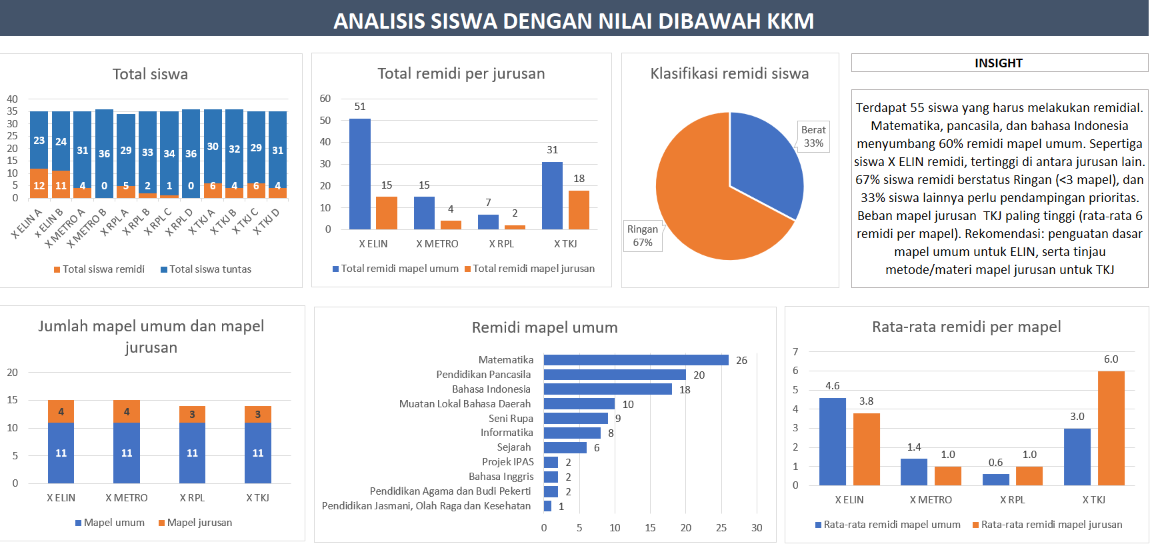 ANALISIS SISWA DENGAN NILAI DIBAWAH KKM
Total siswa
40
35
30
25
20
15
10
5
0
23 24 31 36 29 33 34 36 30 32 29 31
12 11 4 0 5 2 1 0 6 4 6 4
X ELIN A
X ELIN B
X METRO A
X METRO B
X RPL A
X RPL B
X RPL C
X RPL D
X TKJ A
X TKJ B
X TKJ C
X TKJ D
Total siswa remidi Total siswa tuntas
Total remidi per jurusan
60
50
40
30
20
10
0
51 15 15 4 7 2 31 18
X ELIN X METRO X RPL X TKJ
Total remidi mapel umum Total remidi mapel jurusan
Klasifikasi remidi siswa
Berat
33%
Ringan
67%
INSIGHT
Terdapat 55 siswa yang harus melakukan remidial.
Matematika, pancasila, dan bahasa Indonesia
menyumbang 60% remidi mapel umum. Sepertiga
siswa X ELIN remidi, tertinggi di antara jurusan lain.
67% siswa remidi berstatus Ringan (<3 mapel), dan
33% siswa lainnya perlu pendampingan prioritas.
Beban mapel jurusan TKJ paling tinggi (rata-rata 6
remidi per mapel). Rekomendasi: penguatan dasar
mapel umum untuk ELIN, serta tinjau
metode/materi mapel jurusan untuk TKJ
Jumlah mapel umum dan mapel
jurusan
20
15
10
5
0
4 4 3 3
11 11 11 11
X ELIN X METRO X RPL X TKJ
Mapel umum Mapel jurusan
Remidi mapel umum
Matematika 26
Pendidikan Pancasila 20
Bahasa Indonesia 18
Muatan Lokal Bahasa Daerah 10
Seni Rupa 9
Informatika 8
Sejarah 6
Projek IPAS 2
Bahasa Inggris 2
Pendidikan Agama dan Budi Pekerti 2
Pendidikan Jasmani, Olah Raga dan Kesehatan 1
0 5 10 15 20 25 30
Rata-rata remidi per mapel
7
6
5
4
3
2
1
0
4.6 3.8 1.4 1.0 0.6 1.0 3.0 6.0
X ELIN X METRO X RPL X TKJ
Rata-rata remidi mapel umum Rata-rata remidi mapel jurusan